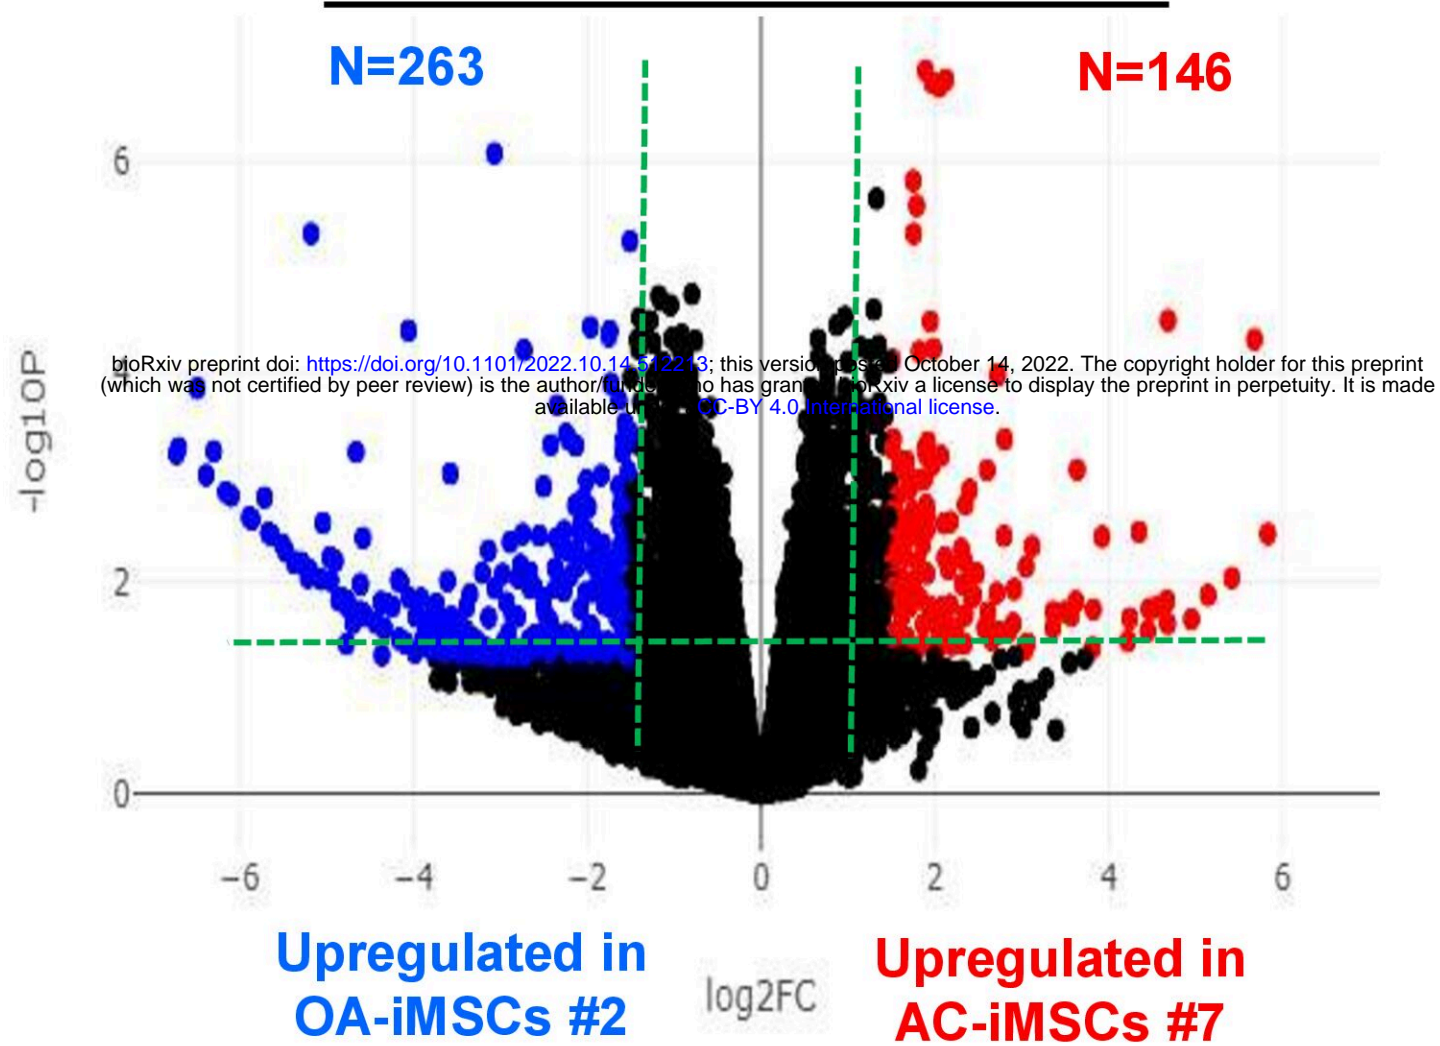 N=263
N=146
6
bioRxiv preprint doi: https://doi.org/10.1101/2022.10.14.512213; this version posted October 14, 2022. The copyright holder for this preprint
(which was not certified by peer review) is the author/funder, who has granted bioRxiv a license to display the preprint in perpetuity. It is made
available under CC-BY 4.0 International license.
-log10P
2
0
−6 −4 −2 0 2 4 6
Upregulated in
OA-iMSCs #2
log2FC
Upregulated in
AC-iMSCs #7